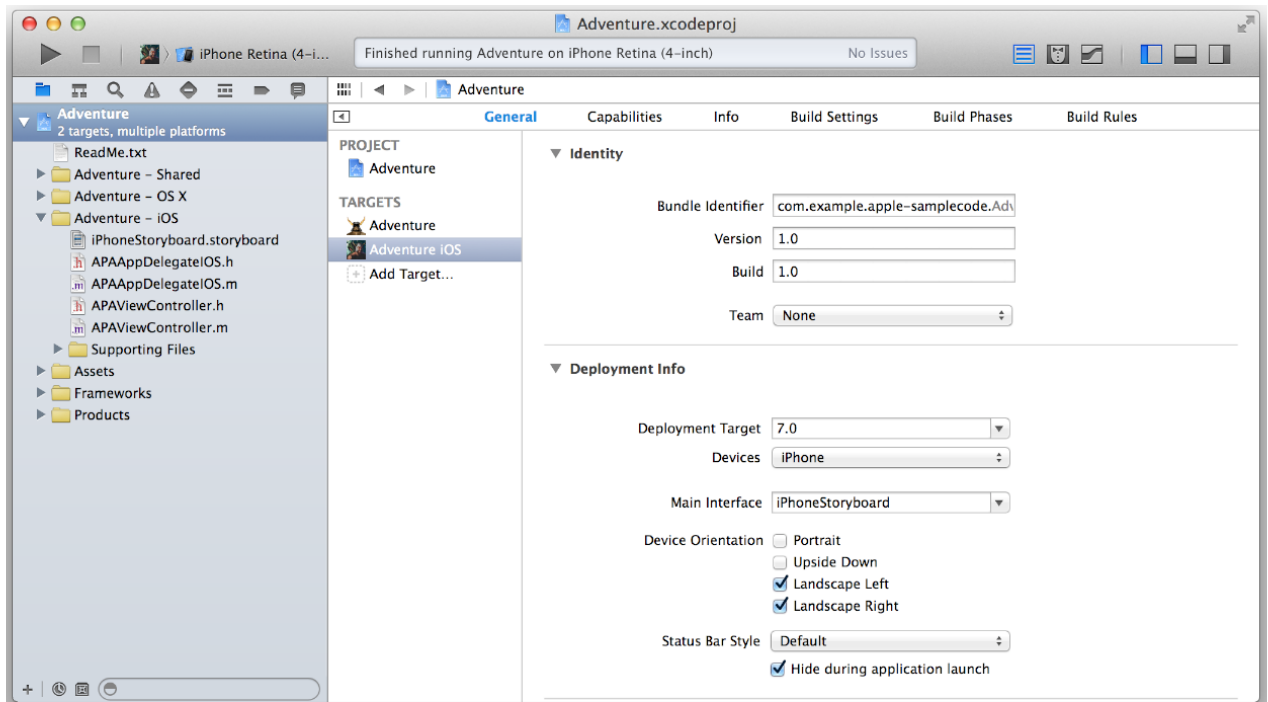 Adventure.xcodeproj
iPhone Retina (4-i...
Finished running Adventure on iPhone Retina (4-inch)
No Issues
Adventure
2 targets, multiple platforms
ReadMe.txt
Adventure – Shared
Adventure – OS X
Adventure – iOS
iPhoneStoryboard.storyboard
APAAppDelegateIOS.h
APAAppDelegateIOS.m
APAViewController.h
APAViewController.m
Supporting Files
Assets
Frameworks
Products
Adventure
General Capabilities Info Build Settings Build Phases Build Rules
PROJECT
Adventure
TARGETS
Adventure
Adventure iOS
Add Target...
Identity
Bundle Identifier com.example.apple-samplecode.Adv
Version 1.0
Build 1.0
Team None
Deployment Info
Deployment Target 7.0
Devices iPhone
Main Interface iPhoneStoryboard
Device Orientation Portrait
Upside Down
Landscape Left
Landscape Right
Status Bar Style Default
Hide during application launch